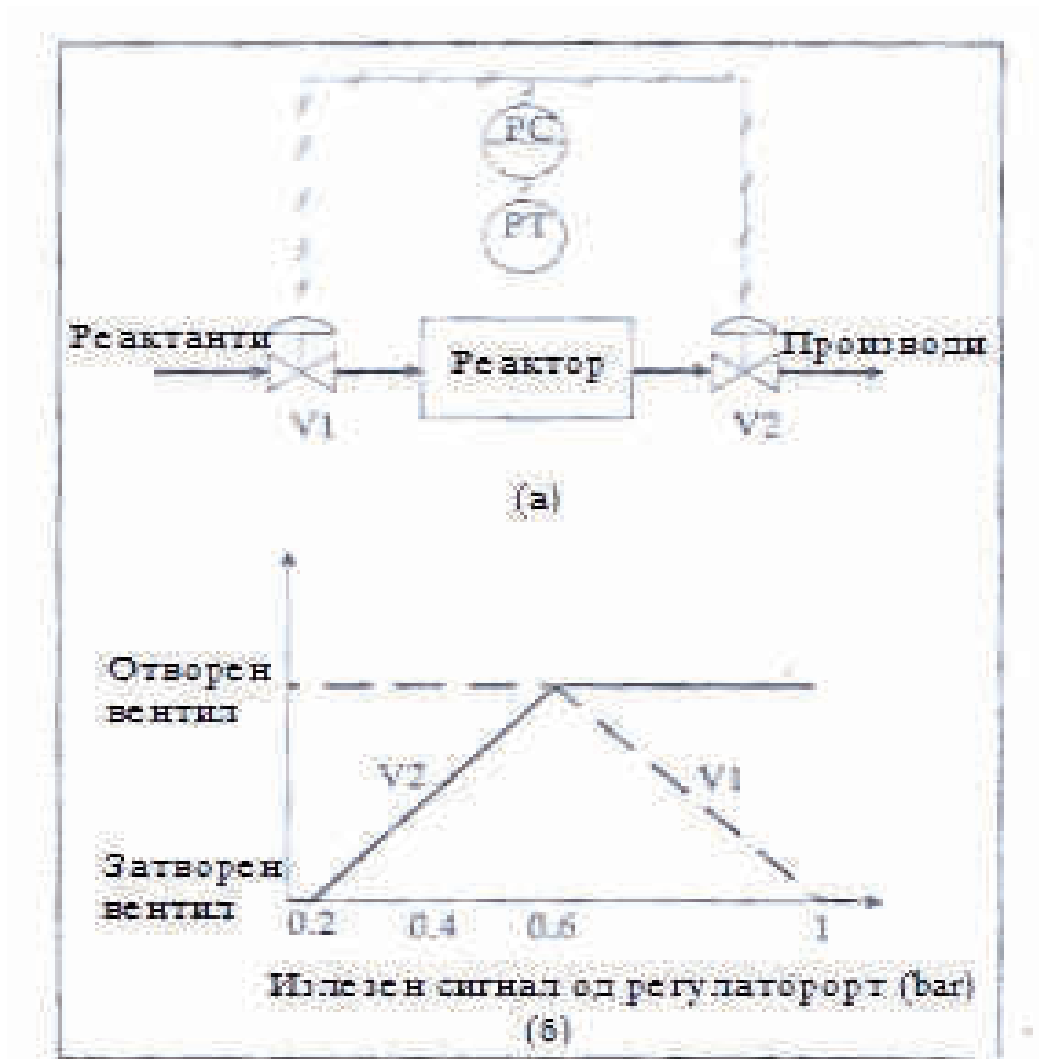 PC
PT
Реактанти
Реактор
Производи
V1
V2
(а)
Отворен
вентил
V2
V1
Затворен
вентил
0.2 0.4 0.6 1
Излезен сигнал од регулаторорт (bar)
(б)